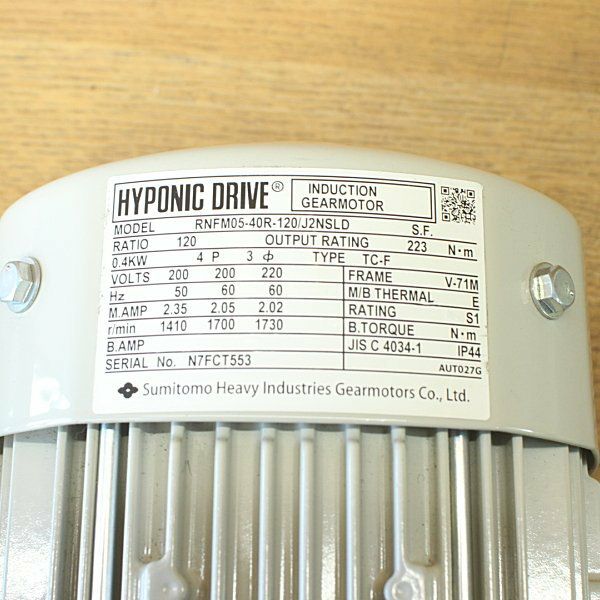 HYPONIC DRIVE® INDUCTION GEARMOTOR
MODEL RNFM05-40R-120/J2NSLD S.F.
RATIO 120 OUTPUT RATING 223 N·m
0.4KW 4 P 3 ф TYPE TC-F
VOLTS 200 200 220 FRAME V-71M
Hz 50 60 60 M/B THERMAL E
M.AMP 2.35 2.05 2.02 RATING S1
r/min 1410 1700 1730 B.TORQUE N·m
B.AMP JIS C 4034-1 IP44
SERIAL No. N7FCT553 AUT027G
Sumitomo Heavy Industries Gearmotors Co., Ltd.